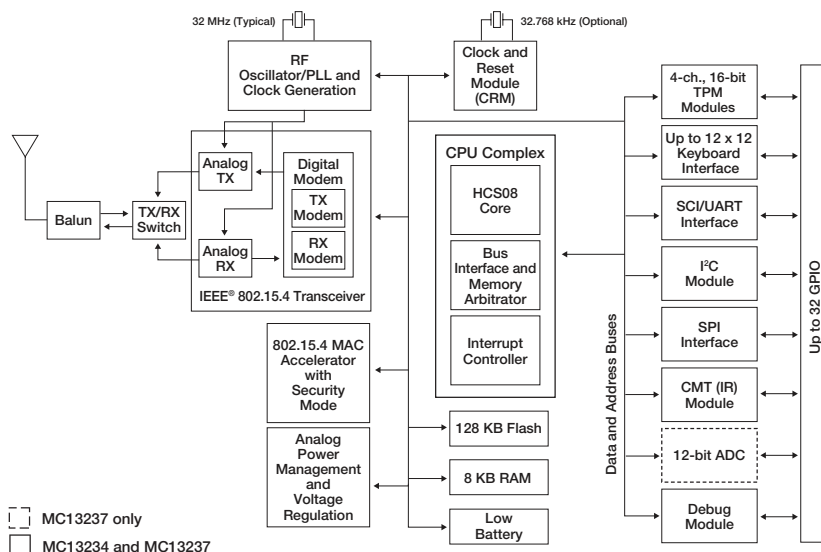 32 MHz (Typical)
32.768 kHz (Optional)
RF
Oscillator/PLL and
Clock Generation
Clock and
Reset
Module
(CRM)
4-ch., 16-bit
TPM
Modules
Up to 12 x 12
Keyboard
Interface
SCI/UART
Interface
I²C
Module
SPI
Interface
CMT (IR)
Module
12-bit ADC
Debug
Module
Up to 32 GPIO
Data and Address Buses
CPU Complex
HCS08
Core
Bus
Interface and
Memory
Arbitrator
Interrupt
Controller
Analog
TX
Digital
Modem
TX
Modem
RX
Modem
Analog
RX
IEEE® 802.15.4 Transceiver
Balun
TX/RX
Switch
802.15.4 MAC
Accelerator
with
Security
Mode
Analog
Power
Management
and
Voltage
Regulation
128 KB Flash
8 KB RAM
Low
Battery
MC13237 only
MC13234 and MC13237